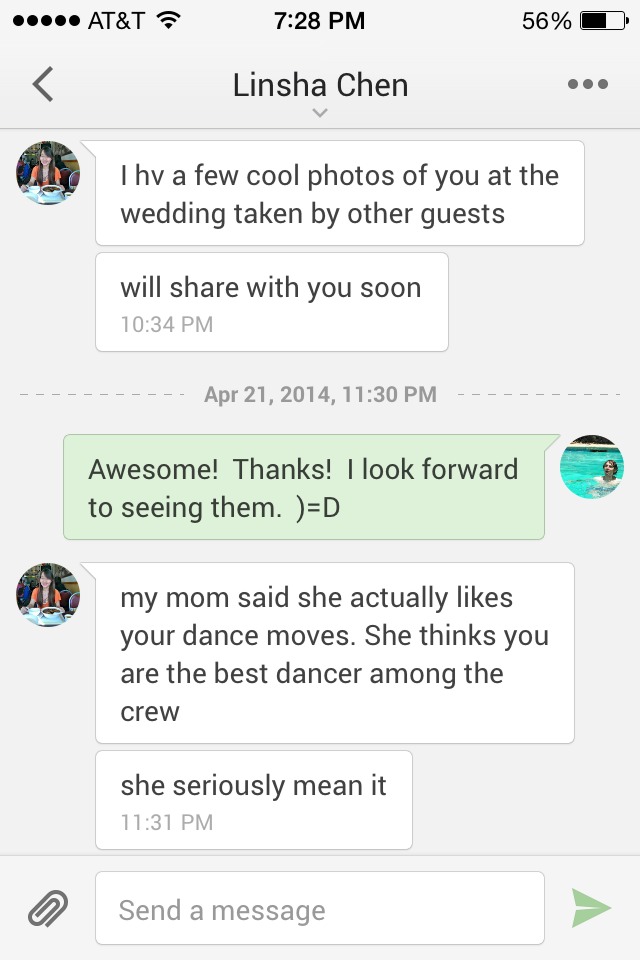 AT&T 7:28 PM 56%
Linsha Chen
I hv a few cool photos of you at the
wedding taken by other guests
will share with you soon
10:34 PM
Apr 21, 2014, 11:30 PM
Awesome!  Thanks!  I look forward
to seeing them.  )=D
my mom said she actually likes
your dance moves. She thinks you
are the best dancer among the
crew
she seriously mean it
11:31 PM
Send a message